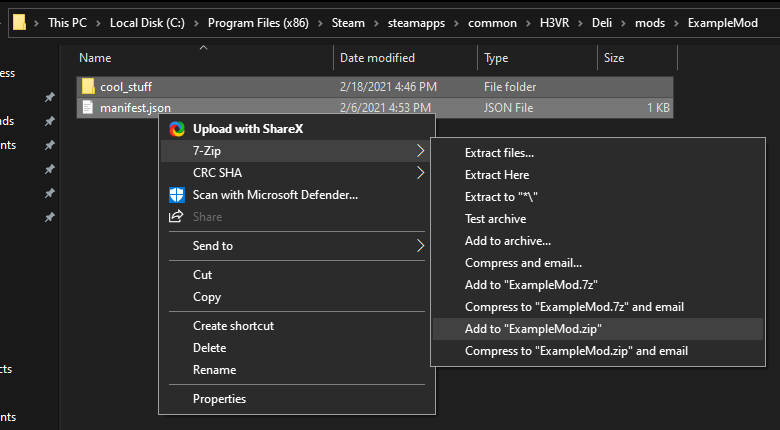 This PC > Local Disk (C:) > Program Files (x86) > Steam > steamapps > common > H3VR > Deli > mods > ExampleMod
Name Date modified Type Size
ess
cool_stuff 2/18/2021 4:46 PM File folder
manifest.json 2/6/2021 4:53 PM JSON File 1 KB
nds
ents
Upload with ShareX
7-Zip
CRC SHA
Scan with Microsoft Defender...
Share
Send to
Cut
Copy
Create shortcut
Delete
Rename
Properties
Extract files...
Extract Here
Extract to "*\"
Test archive
Add to archive...
Compress and email...
Add to "ExampleMod.7z"
Compress to "ExampleMod.7z" and email
Add to "ExampleMod.zip"
Compress to "ExampleMod.zip" and email
cts
ents